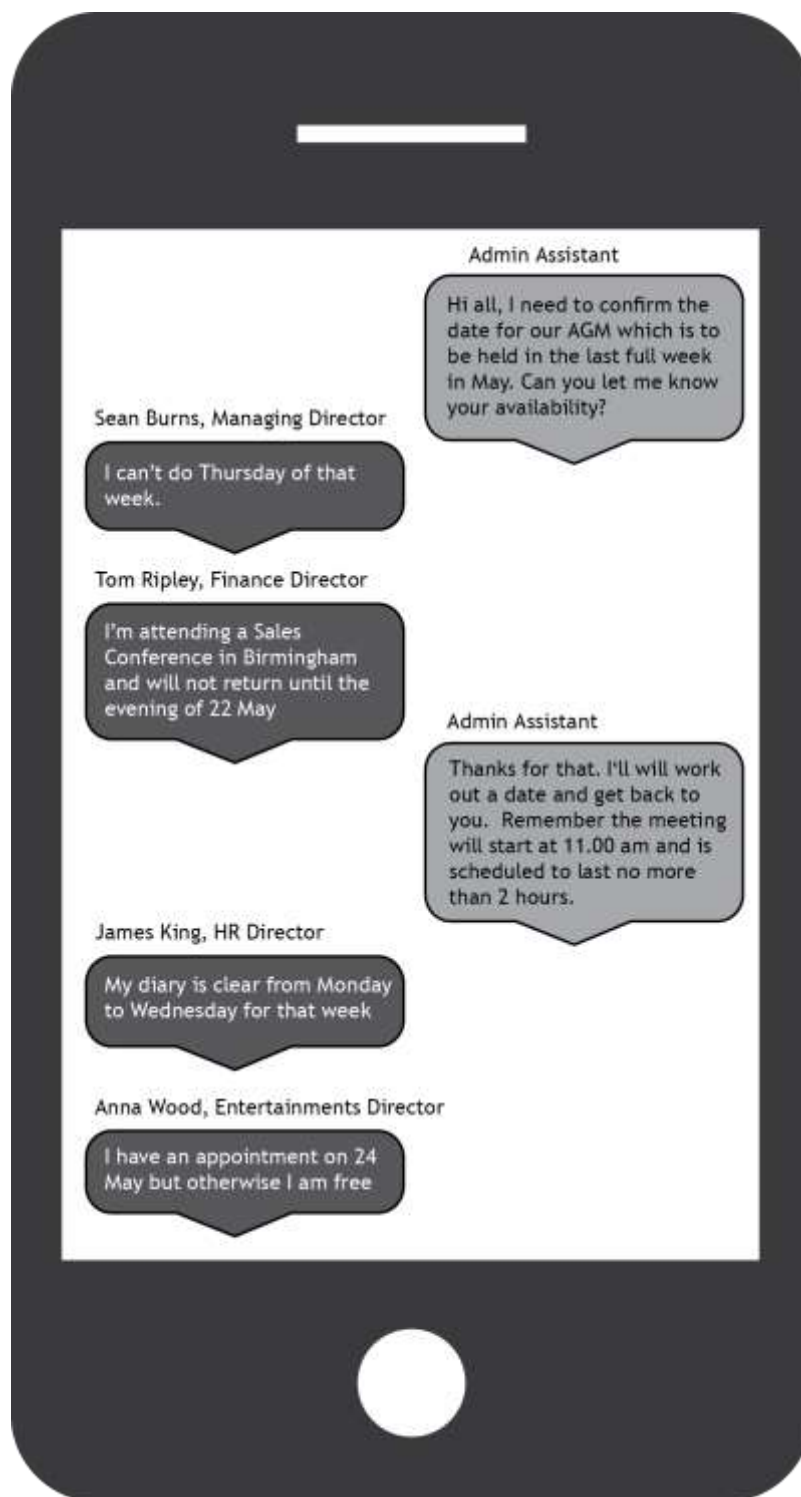 Admin Assistant
Hi all, I need to confirm the
date for our AGM which is to
be held in the last full week
in May. Can you let me know
your availability?
Sean Burns, Managing Director
I can't do Thursday of that
week.
Tom Ripley, Finance Director
I'm attending a Sales
Conference in Birmingham
and will not return until the
evening of 22 May
Admin Assistant
Thanks for that. I'll will work
out a date and get back to
you. Remember the meeting
will start at 11.00 am and is
scheduled to last no more
than 2 hours.
James King, HR Director
My diary is clear from Monday
to Wednesday for that week
Anna Wood, Entertainments Director
I have an appointment on 24
May but otherwise I am free